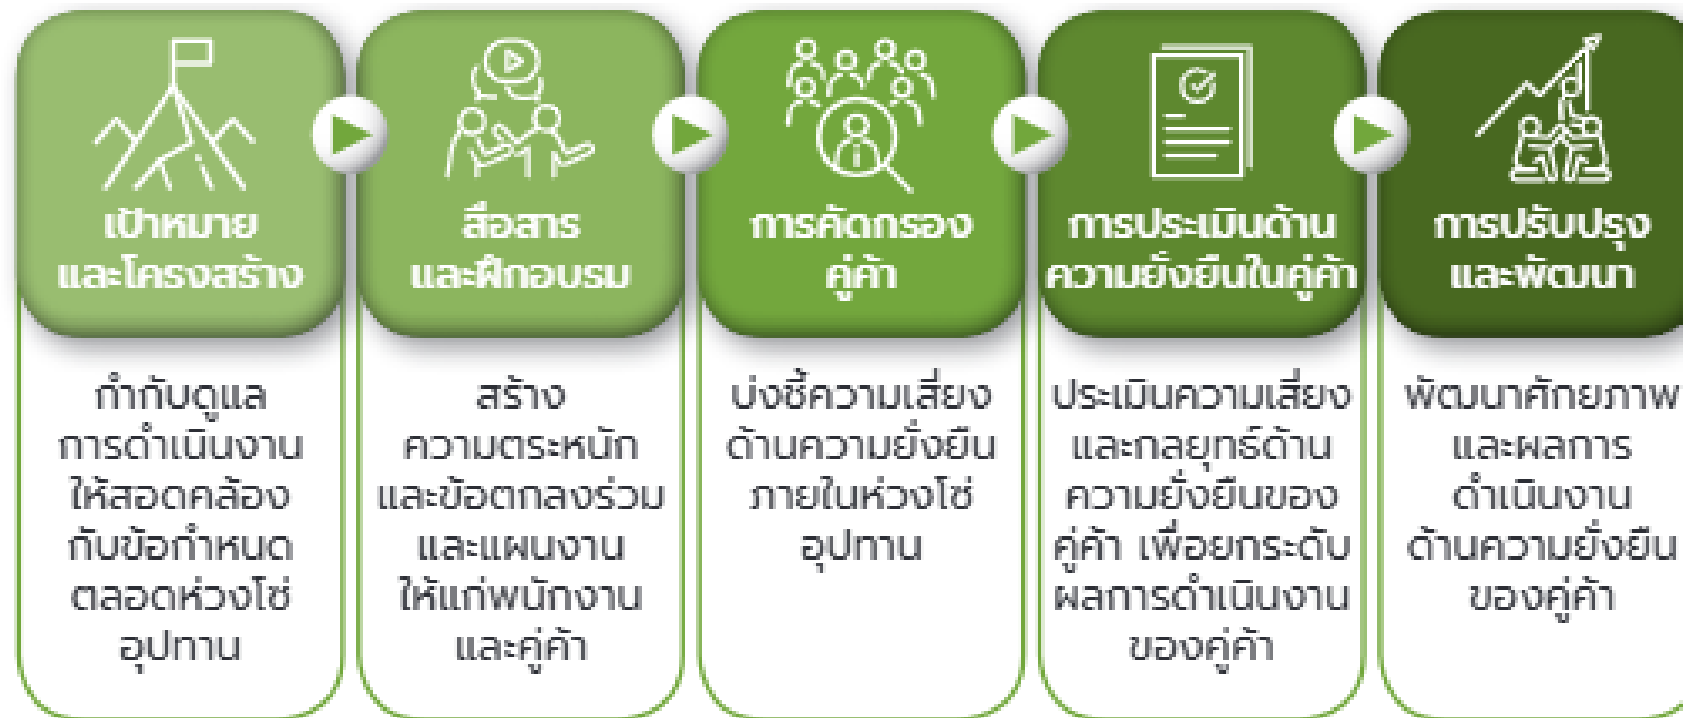 เป้าหมาย
และโครงสร้าง
กำกับดูแล
การดำเนินงาน
ให้สอดคล้อง
กับข้อกำหนด
ตลอดห่วงโซ่
อุปทาน
สื่อสาร
และฝึกอบรม
สร้าง
ความตระหนัก
และข้อตกลงร่วม
และแผนงาน
ให้แก่พนักงาน
และคู่ค้า
การคัดกรอง
คู่ค้า
บ่งชี้ความเสี่ยง
ด้านความยั่งยืน
ภายในห่วงโซ่
อุปทาน
การประเมินด้าน
ความยั่งยืนในคู่ค้า
ประเมินความเสี่ยง
และกลยุทธ์ด้าน
ความยั่งยืนของ
คู่ค้า เพื่อยกระดับ
ผลการดำเนินงาน
ของคู่ค้า
การปรับปรุง
และพัฒนา
พัฒนาศักยภาพ
และผลการ
ดำเนินงาน
ด้านความยั่งยืน
ของคู่ค้า